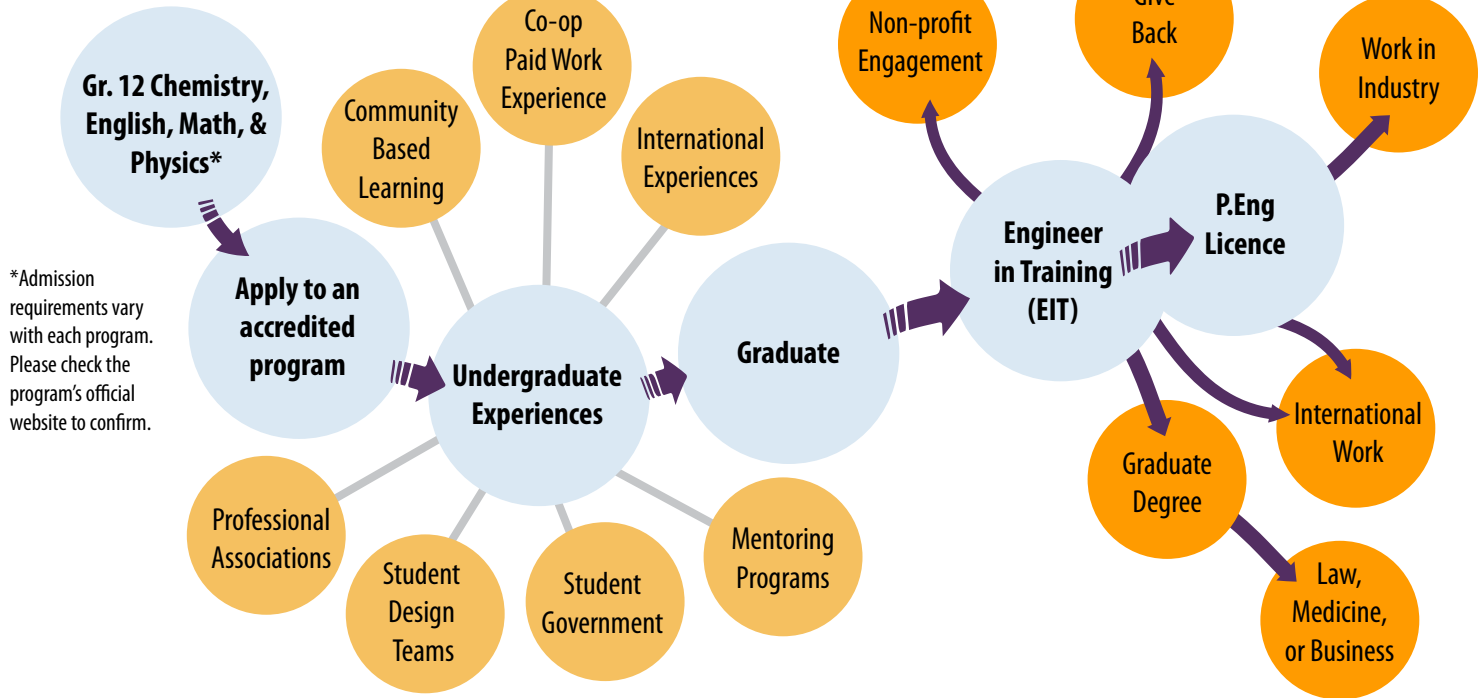 Gr. 12 Chemistry,
English, Math, &
Physics*
*Admission
requirements vary
with each program.
Please check the
program's official
website to confirm.
Apply to an
accredited
program
Community
Based
Learning
Co-op
Paid Work
Experience
International
Experiences
Undergraduate
Experiences
Professional
Associations
Student
Design
Teams
Student
Government
Mentoring
Programs
Graduate
Engineer
in Training
(EIT)
P.Eng
Licence
Non-profit
Engagement
Give
Back
Work in
Industry
International
Work
Graduate
Degree
Law,
Medicine,
or Business